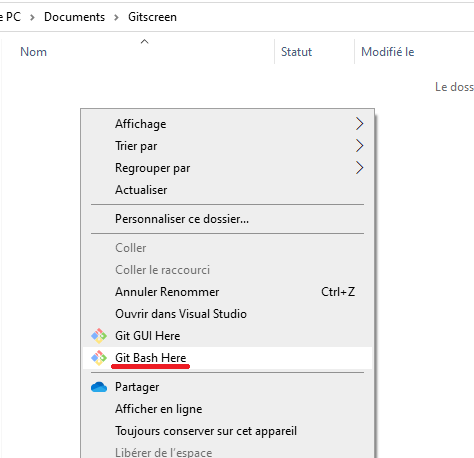 e PC > Documents > Gitscreen
Nom Statut Modifié le
Le doss
Affichage
Trier par
Regrouper par
Actualiser
Personnaliser ce dossier...
Coller
Coller le raccourci
Annuler Renommer Ctrl+Z
Ouvrir dans Visual Studio
Git GUI Here
Git Bash Here
Partager
Afficher en ligne
Toujours conserver sur cet appareil
Libérer de l'espace